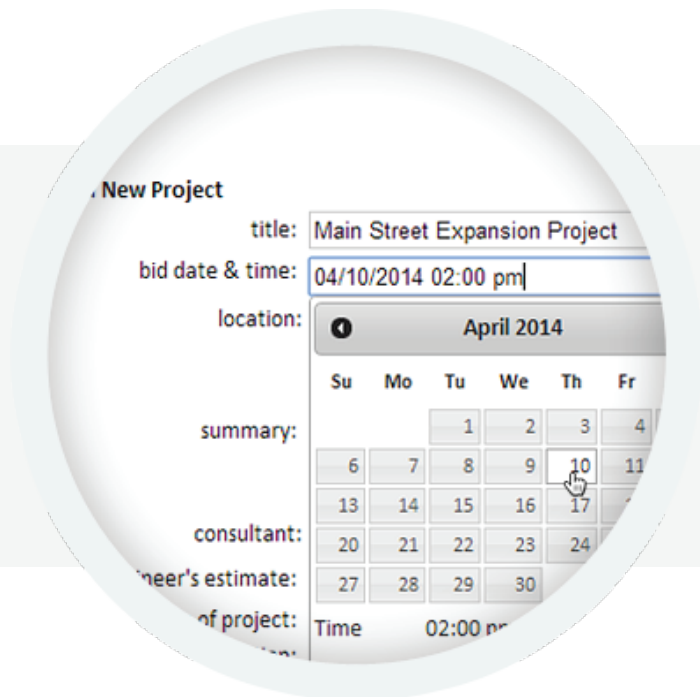 New Project
title: Main Street Expansion Project
bid date & time: 04/10/2014 02:00 pm
location:
April 2014
Su Mo Tu We Th Fr
1 2 3 4
summary:
6 7 8 9 10 11
13 14 15 16 17
consultant:
20 21 22 23 24
estimate:
27 28 29 30
of project:
Time 02:00